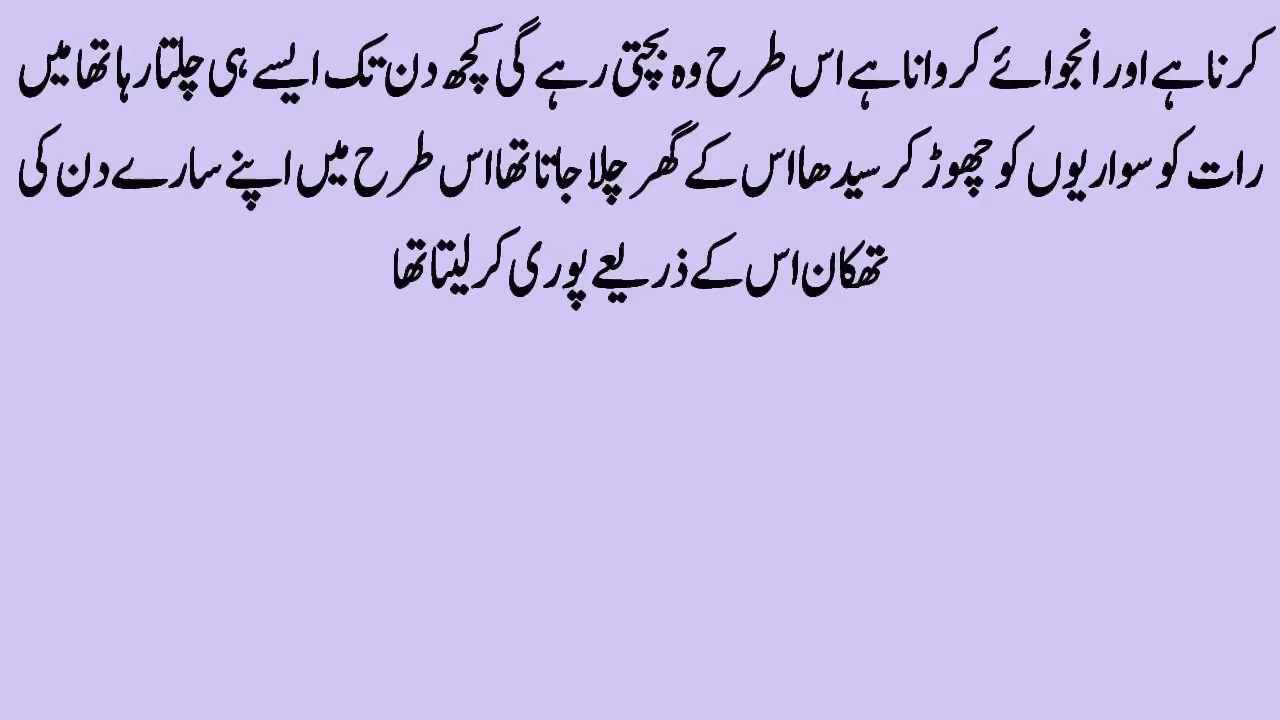 کرنا ہے اور انجوائے کروانا ہے اس طرح وہ بچتی رہے گی کچھ دن تک ایسے ہی چلتا رہا تھا میں
رات کو سواریوں کو چھوڑ کر سیدھا اس کے گھر چلا جاتا تھا اس طرح میں اپنے سارے دن کی
تھکان اس کے ذریعے پوری کر لیتا تھا